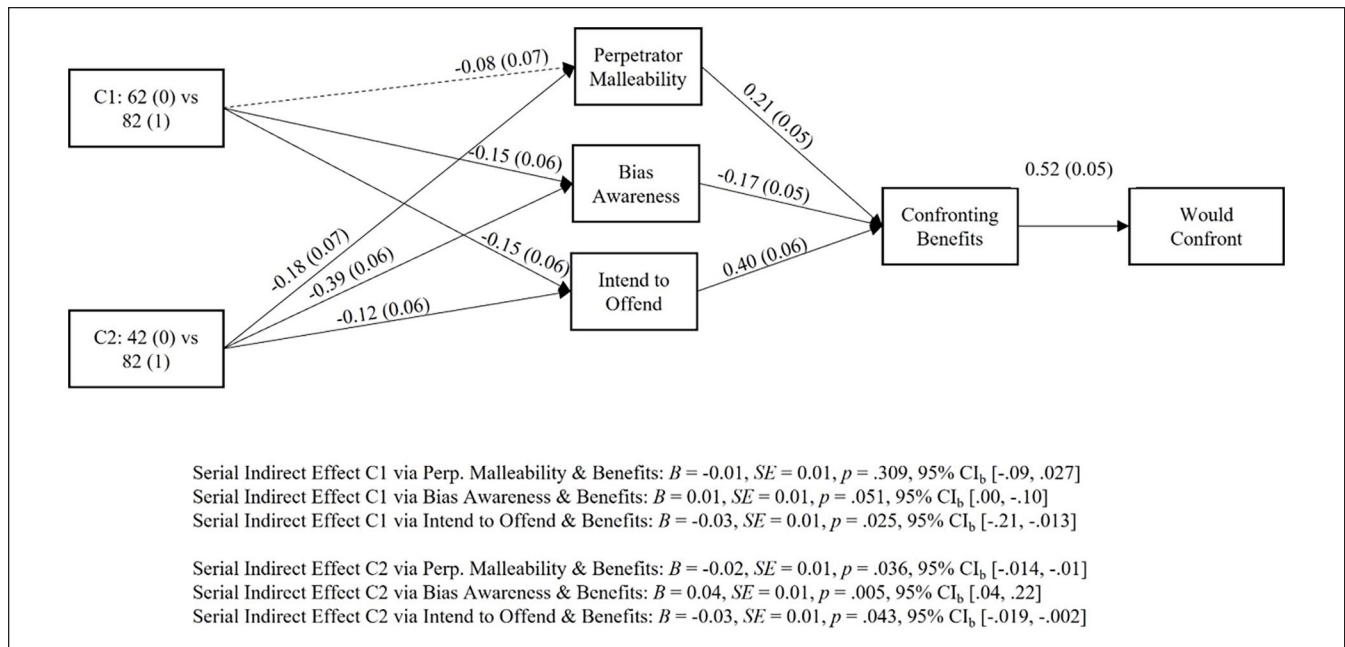 C1: 62 (0) vs
82 (1)
C2: 42 (0) vs
82 (1)
-0.08 (0.07)
-0.15 (0.06)
-0.15 (0.06)
-0.18 (0.07)
-0.39 (0.06)
-0.12 (0.06)
Perpetrator
Malleability
Bias
Awareness
Intend to
Offend
0.21 (0.05)
-0.17 (0.05)
0.40 (0.06)
Confronting
Benefits
0.52 (0.05)
Would
Confront
Serial Indirect Effect C1 via Perp. Malleability & Benefits: B = -0.01, SE = 0.01, p = .309, 95% CIb [-.09, .027]
Serial Indirect Effect C1 via Bias Awareness & Benefits: B = 0.01, SE = 0.01, p = .051, 95% CIb [.00, -.10]
Serial Indirect Effect C1 via Intend to Offend & Benefits: B = -0.03, SE = 0.01, p = .025, 95% CIb [-.21, -.013]
Serial Indirect Effect C2 via Perp. Malleability & Benefits: B = -0.02, SE = 0.01, p = .036, 95% CIb [-.014, -.01]
Serial Indirect Effect C2 via Bias Awareness & Benefits: B = 0.04, SE = 0.01, p = .005, 95% CIb [.04, .22]
Serial Indirect Effect C2 via Intend to Offend & Benefits: B = -0.03, SE = 0.01, p = .043, 95% CIb [-.019, -.002]